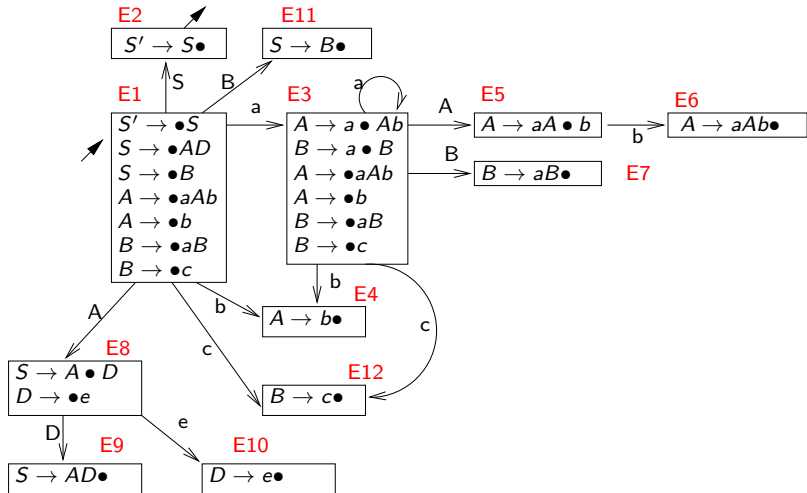 E2
S′ → S●
E11
S → B●
S
B
E1
S′ → ●S
S → ●AD
S → ●B
A → ●aAb
A → ●b
B → ●aB
B → ●c
a
E3
a
A → a ● Ab
B → a ● B
A → ●aAb
A → ●b
B → ●aB
B → ●c
A
E5
A → aA ● b
b
E6
A → aAb●
B
B → aB●
E7
b
b
E4
A → b●
c
c
E12
B → c●
A
E8
S → A ● D
D → ●e
D
e
E9
S → AD●
E10
D → e●